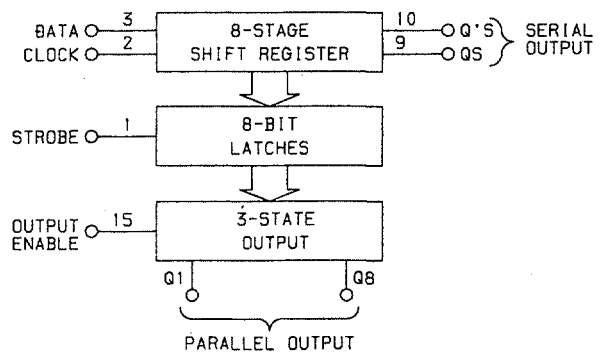 DATA 3 8-STAGE 10 Q'S SERIAL
CLOCK 2 SHIFT REGISTER 9 QS OUTPUT
STROBE 1 8-BIT
LATCHES
OUTPUT 15 3-STATE
ENABLE OUTPUT
Q1 Q8
PARALLEL OUTPUT